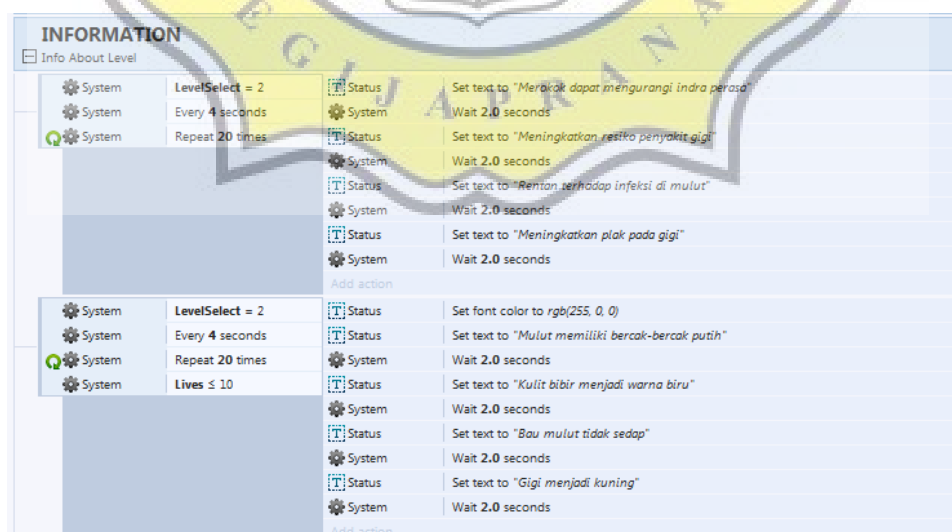 EGIJAPRANA
INFORMATION
Info About Level
System LevelSelect = 2 Status Set text to "Merokok dapat mengurangi indra perasa"
System Every 4 seconds System Wait 2.0 seconds
System Repeat 20 times Status Set text to "Meningkatkan resiko penyakit gigi"
System Wait 2.0 seconds
Status Set text to "Rentan terhadap infeksi di mulut"
System Wait 2.0 seconds
Status Set text to "Meningkatkan plak pada gigi"
System Wait 2.0 seconds
Add action
System LevelSelect = 2 Status Set font color to rgb(255, 0, 0)
System Every 4 seconds Status Set text to "Mulut memiliki bercak-bercak putih"
System Repeat 20 times System Wait 2.0 seconds
System Lives ≤ 10 Status Set text to "Kulit bibir menjadi warna biru"
System Wait 2.0 seconds
Status Set text to "Bau mulut tidak sedap"
System Wait 2.0 seconds
Status Set text to "Gigi menjadi kuning"
System Wait 2.0 seconds
Add action